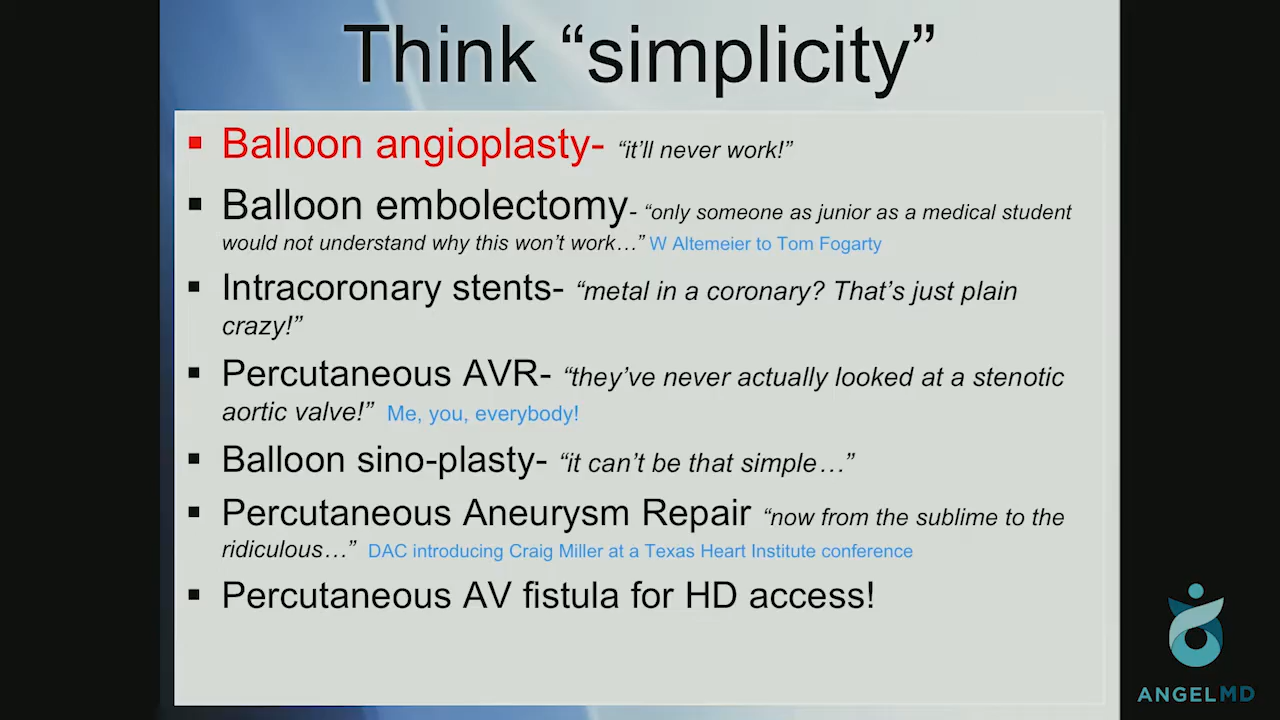 Think “simplicity”
▪ Balloon angioplasty- “it’ll never work!”
▪ Balloon embolectomy- “only someone as junior as a medical student
would not understand why this won’t work…” W Altemeier to Tom Fogarty
▪ Intracoronary stents- “metal in a coronary? That’s just plain
crazy!”
▪ Percutaneous AVR- “they’ve never actually looked at a stenotic
aortic valve!” Me, you, everybody!
▪ Balloon sino-plasty- “it can’t be that simple…”
▪ Percutaneous Aneurysm Repair “now from the sublime to the
ridiculous…” DAC introducing Craig Miller at a Texas Heart Institute conference
▪ Percutaneous AV fistula for HD access!
ANGELMD